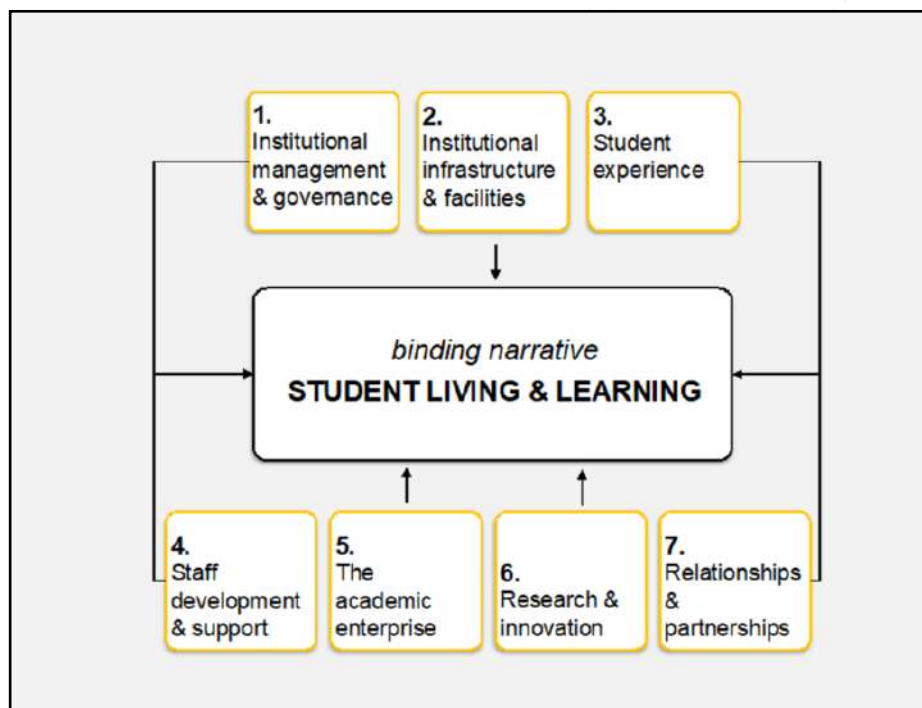 1.
Institutional
management
& governance
2.
Institutional
infrastructure
& facilities
3.
Student
experience
binding narrative
STUDENT LIVING & LEARNING
4.
Staff
development
& support
5.
The
academic
enterprise
6.
Research &
innovation
7.
Relationships
&
partnerships